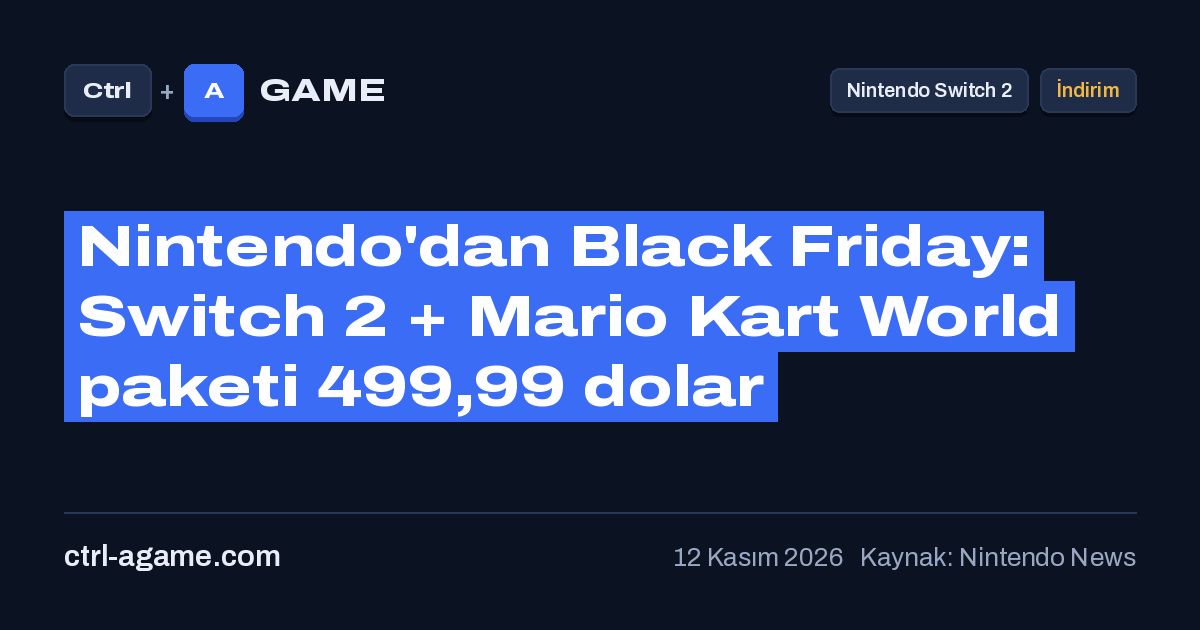 Ctrl + A GAME
Nintendo Switch 2 İndirim
Nintendo'dan Black Friday:
Switch 2 + Mario Kart World
paketi 499,99 dolar
ctrl-agame.com
12 Kasım 2026 Kaynak: Nintendo News